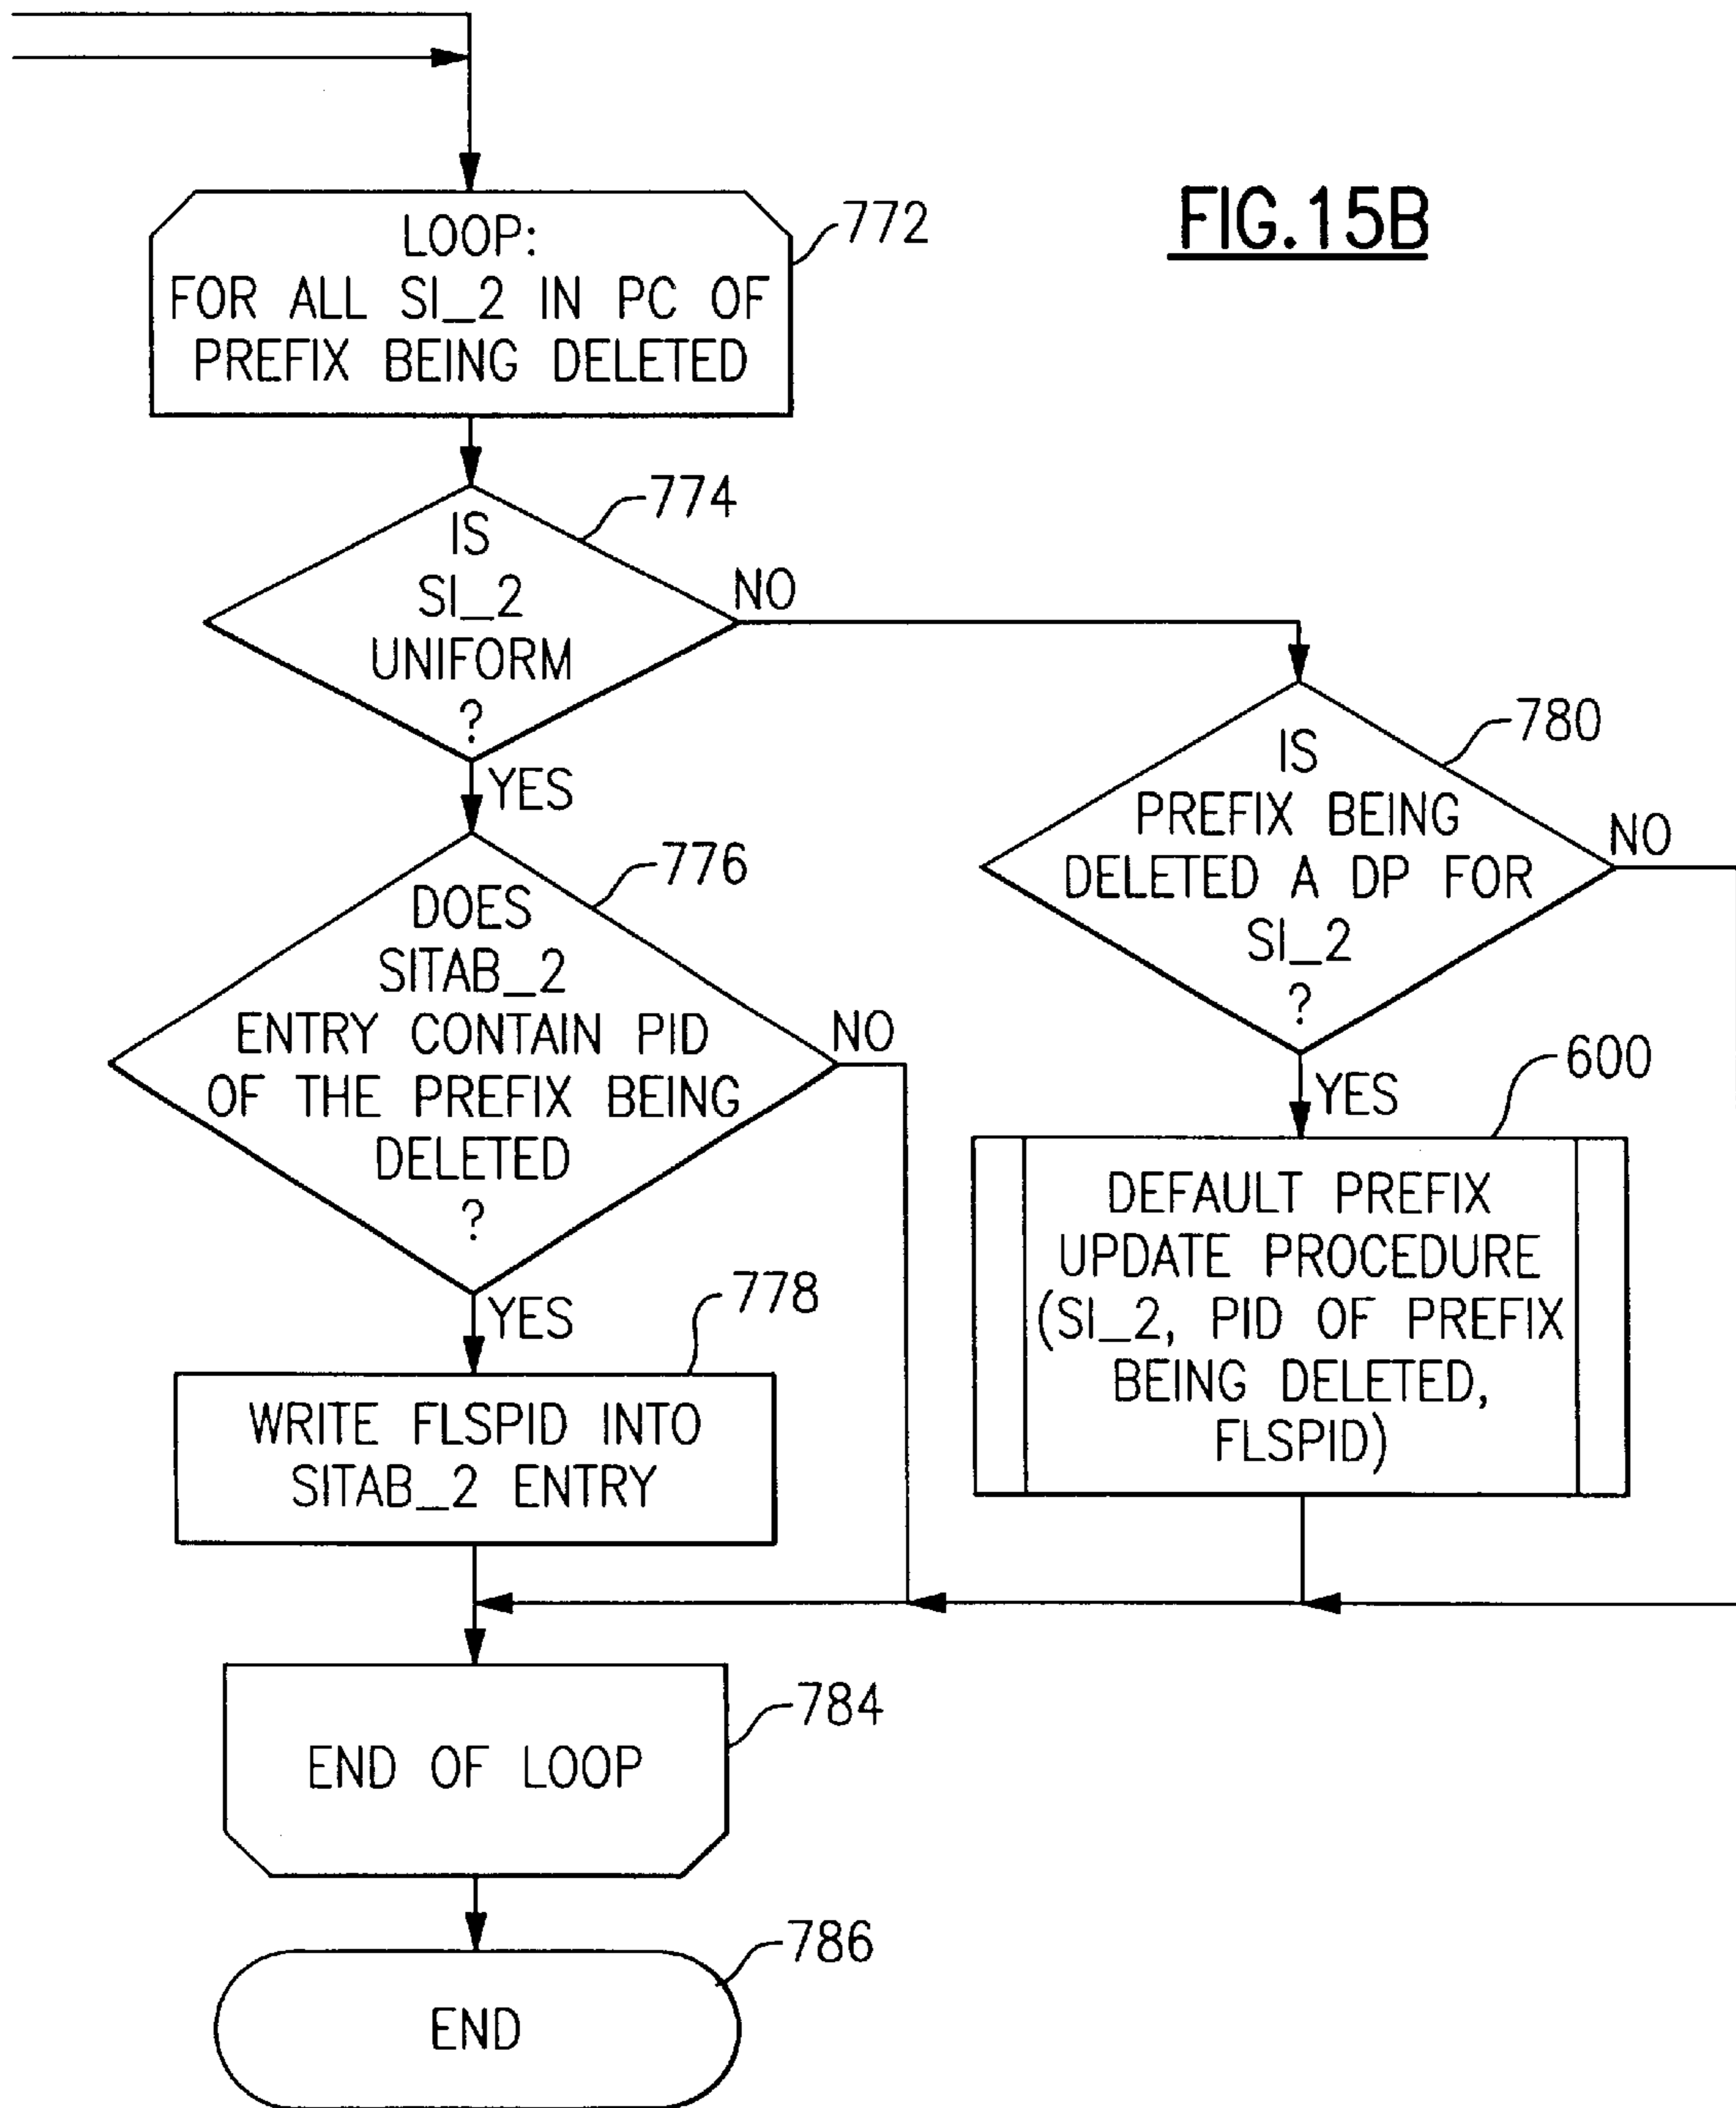 FIG.15B
LOOP:
FOR ALL SI_2 IN PC OF
PREFIX BEING DELETED
772
IS
SI_2
UNIFORM
?
774
NO
YES
DOES
SITAB_2
ENTRY CONTAIN PID
OF THE PREFIX BEING
DELETED
?
776
NO
YES
WRITE FLSPID INTO
SITAB_2 ENTRY
778
IS
PREFIX BEING
DELETED A DP FOR
SI_2
?
780
NO
YES
DEFAULT PREFIX
UPDATE PROCEDURE
(SI_2, PID OF PREFIX
BEING DELETED,
FLSPID)
600
END OF LOOP
784
END
786